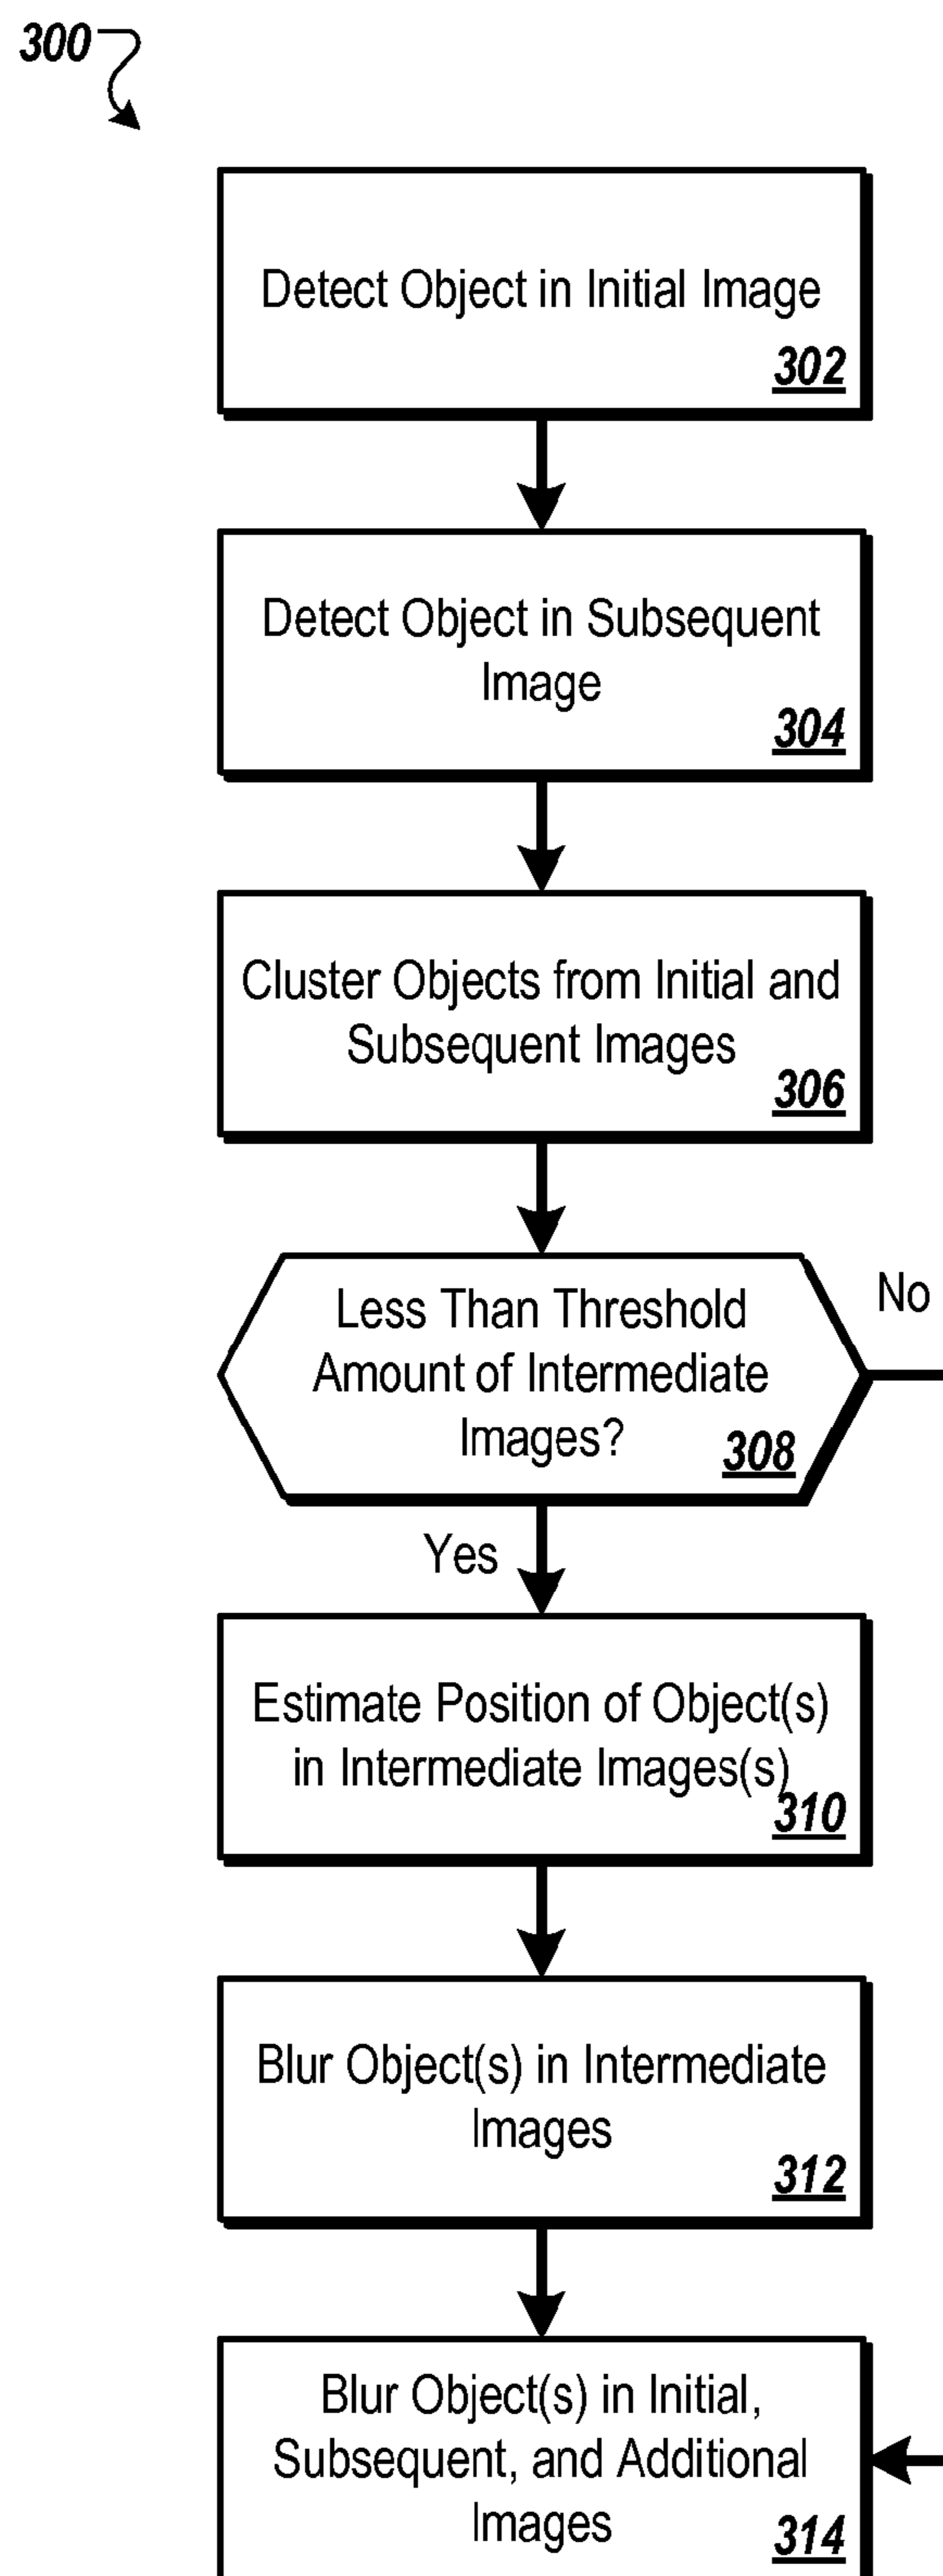 300
Detect Object in Initial Image
302
Detect Object in Subsequent
Image
304
Cluster Objects from Initial and
Subsequent Images
306
Less Than Threshold
Amount of Intermediate
Images?
308
No
Yes
Estimate Position of Object(s)
in Intermediate Images(s)
310
Blur Object(s) in Intermediate
Images
312
Blur Object(s) in Initial,
Subsequent, and Additional
Images
314